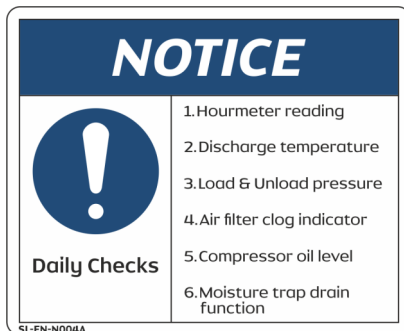 NOTICE
Daily Checks
1.Hourmeter reading
2.Discharge temperature
3.Load & Unload pressure
4.Air filter clog indicator
5.Compressor oil level
6.Moisture trap drain
function
SL-EN-N004A